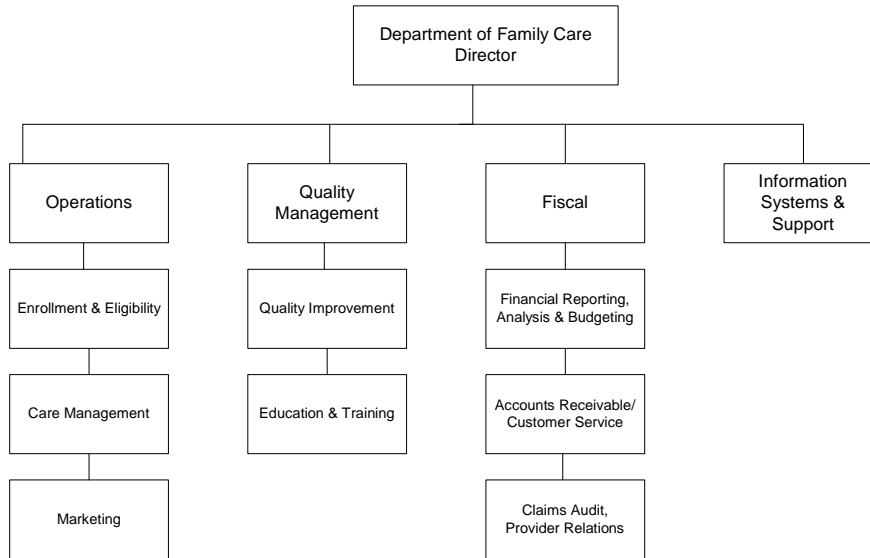 Department of Family Care
Director
Operations
Quality
Management
Fiscal
Information
Systems &
Support
Enrollment & Eligibility
Quality Improvement
Financial Reporting,
Analysis & Budgeting
Care Management
Education & Training
Accounts Receivable/
Customer Service
Marketing
Claims Audit,
Provider Relations